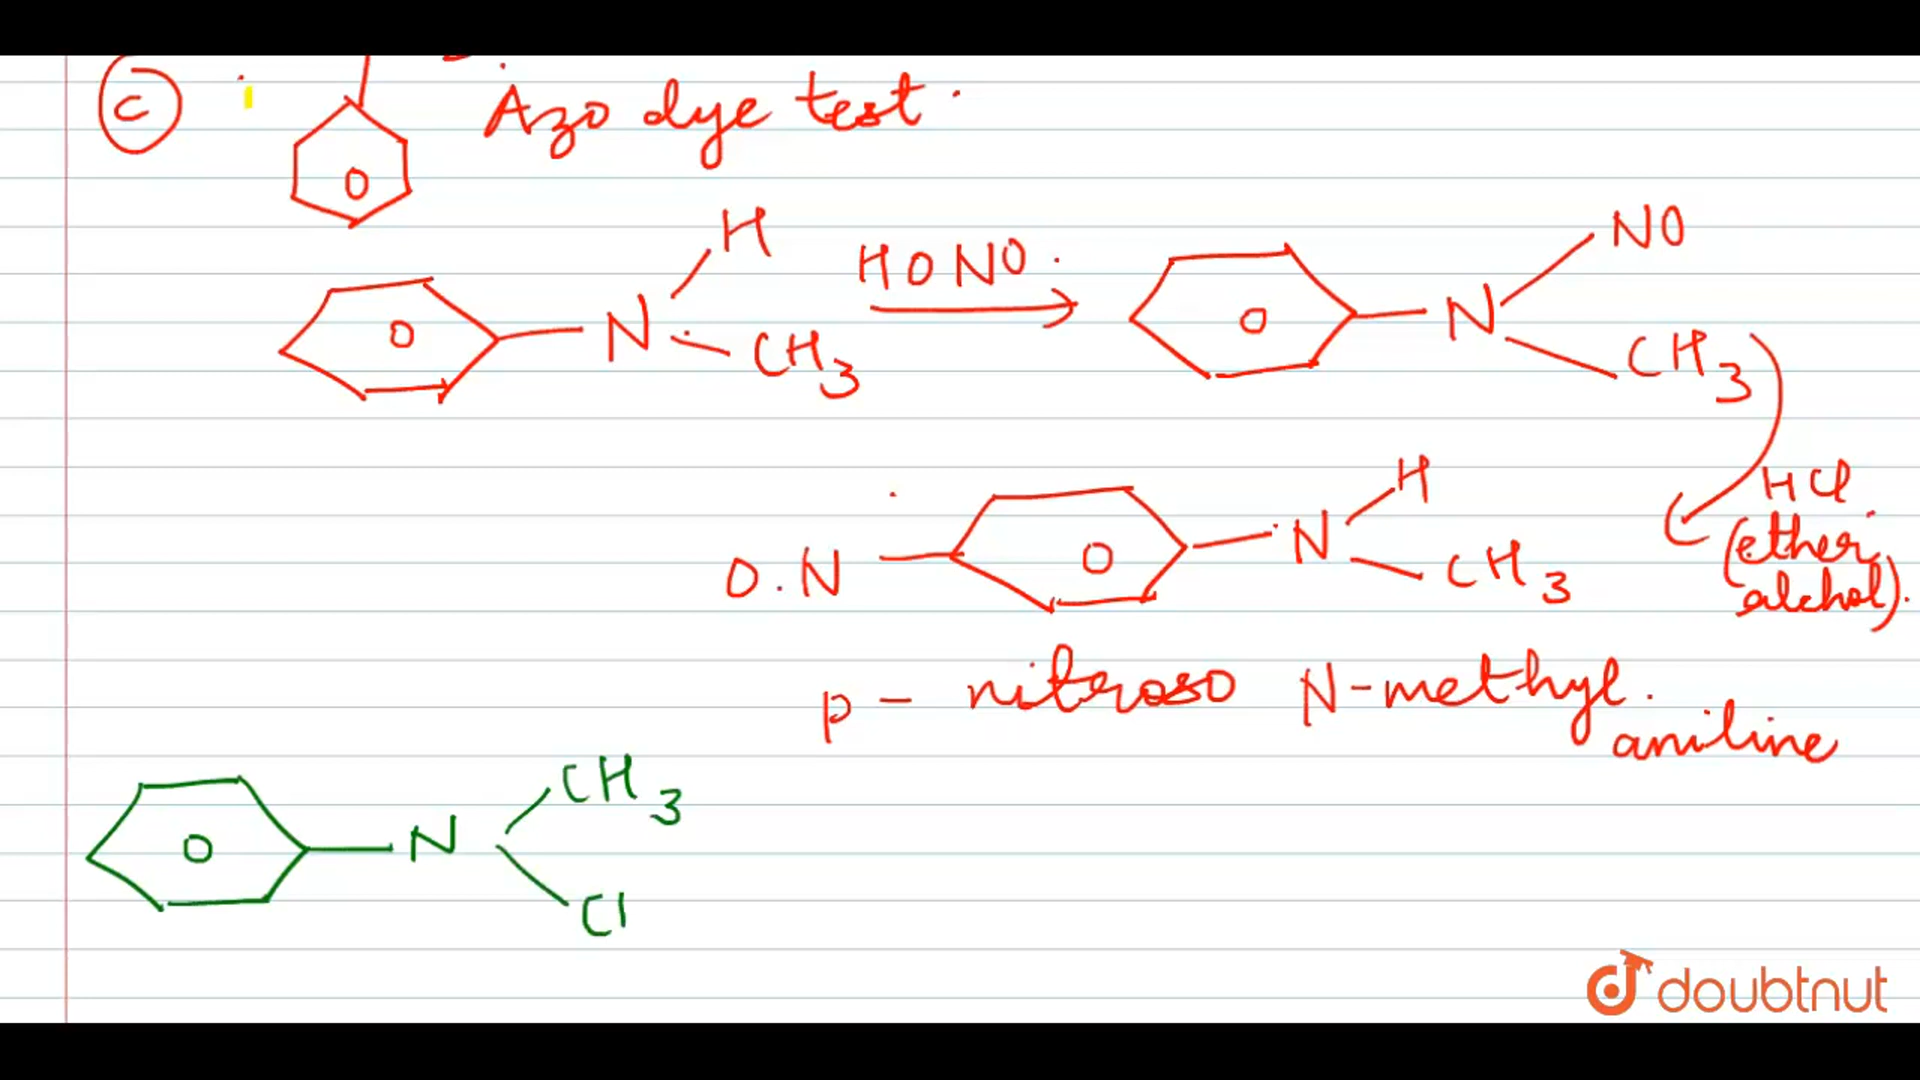 C i Azo dye test.
H
HONO.
NO
N
N
CH3
CH3
H
HCl
O.N
N
CH3
(ether,
alchol).
p - nitroso N-methyl.
aniline
CH3
N
Cl
doubtnut